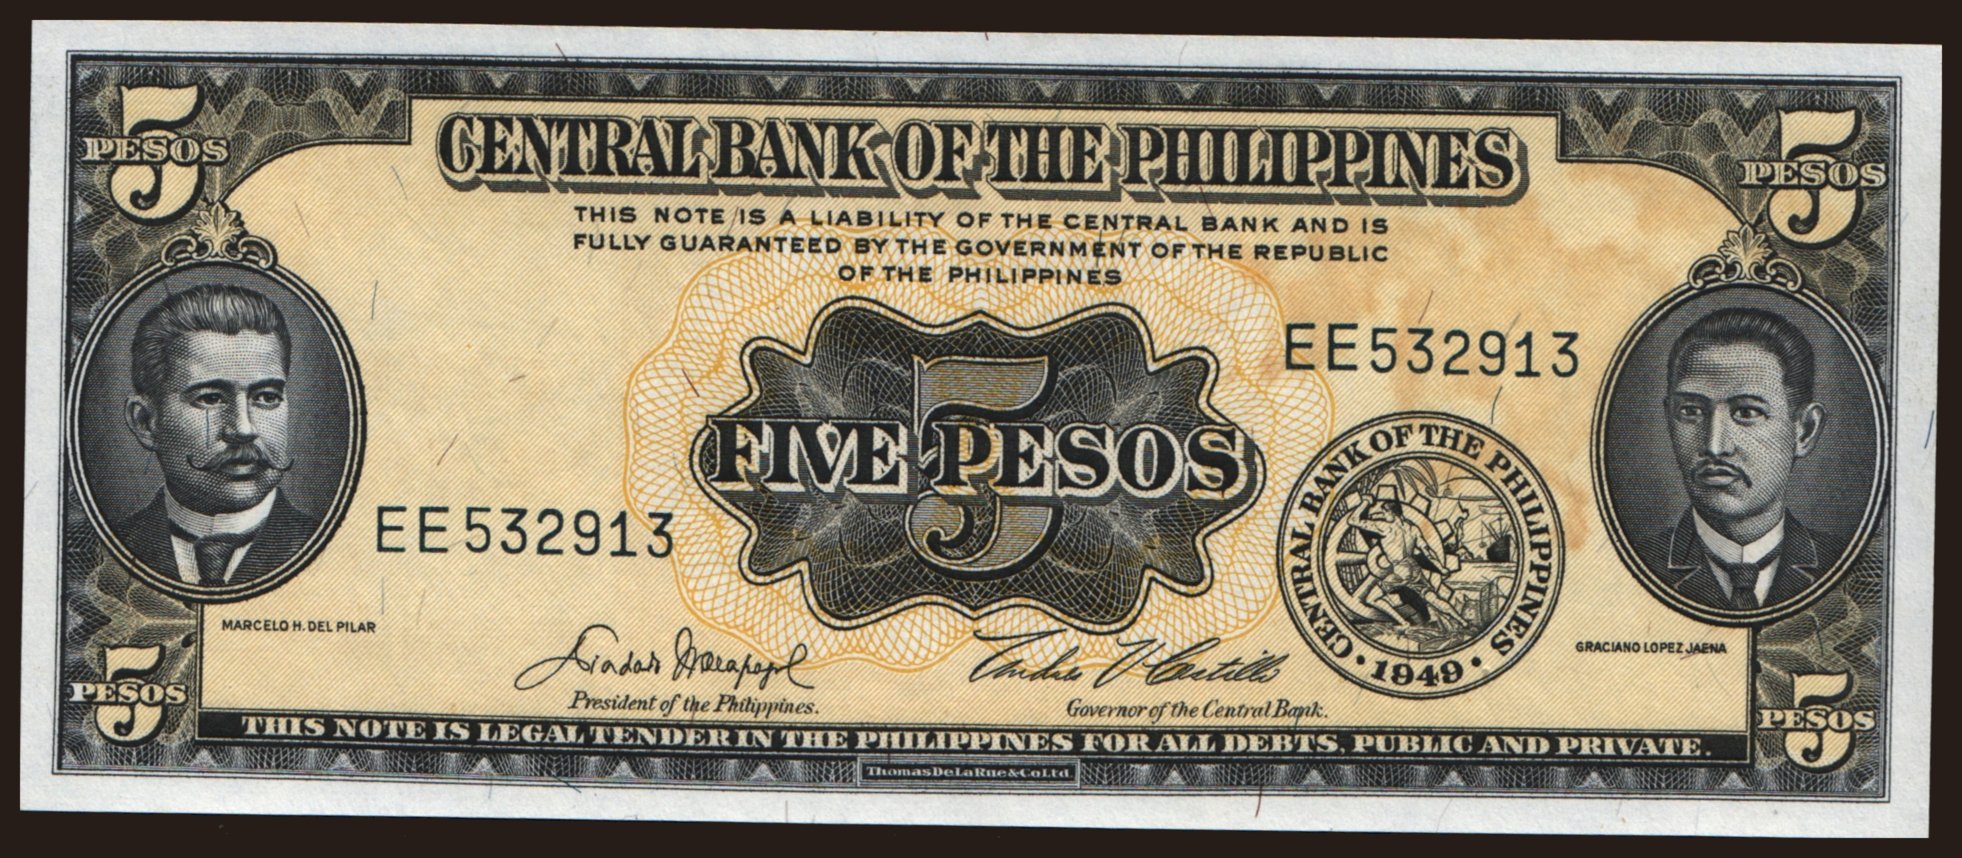 5
PESOS
5
PESOS
CENTRAL BANK OF THE PHILIPPINES
THIS NOTE IS A LIABILITY OF THE CENTRAL BANK AND IS
FULLY GUARANTEED BY THE GOVERNMENT OF THE REPUBLIC
OF THE PHILIPPINES
EE532913
5
FIVE PESOS
EE532913
CENTRAL BANK OF THE PHILIPPINES
• 1949 •
MARCELO H. DEL PILAR
GRACIANO LOPEZ JAENA
Diosdado Macapagal
Andres V Castillo
President of the Philippines.
Governor of the Central Bank.
5
PESOS
5
PESOS
THIS NOTE IS LEGAL TENDER IN THE PHILIPPINES FOR ALL DEBTS, PUBLIC AND PRIVATE.
Thomas De La Rue & Co Ltd